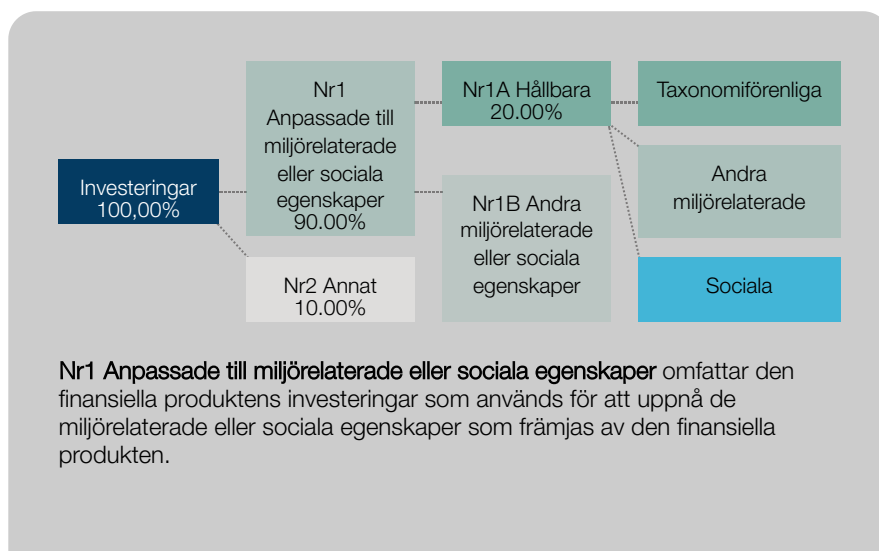 Investeringar
100,00%
Nr1
Anpassade till
miljörelaterade
eller sociala
egenskaper
90.00%
Nr2 Annat
10.00%
Nr1A Hållbara
20.00%
Nr1B Andra
miljörelaterade
eller sociala
egenskaper
Taxonomiförenliga
Andra
miljörelaterade
Sociala
Nr1 Anpassade till miljörelaterade eller sociala egenskaper omfattar den
finansiella produktens investeringar som används för att uppnå de
miljörelaterade eller sociala egenskaper som främjas av den finansiella
produkten.